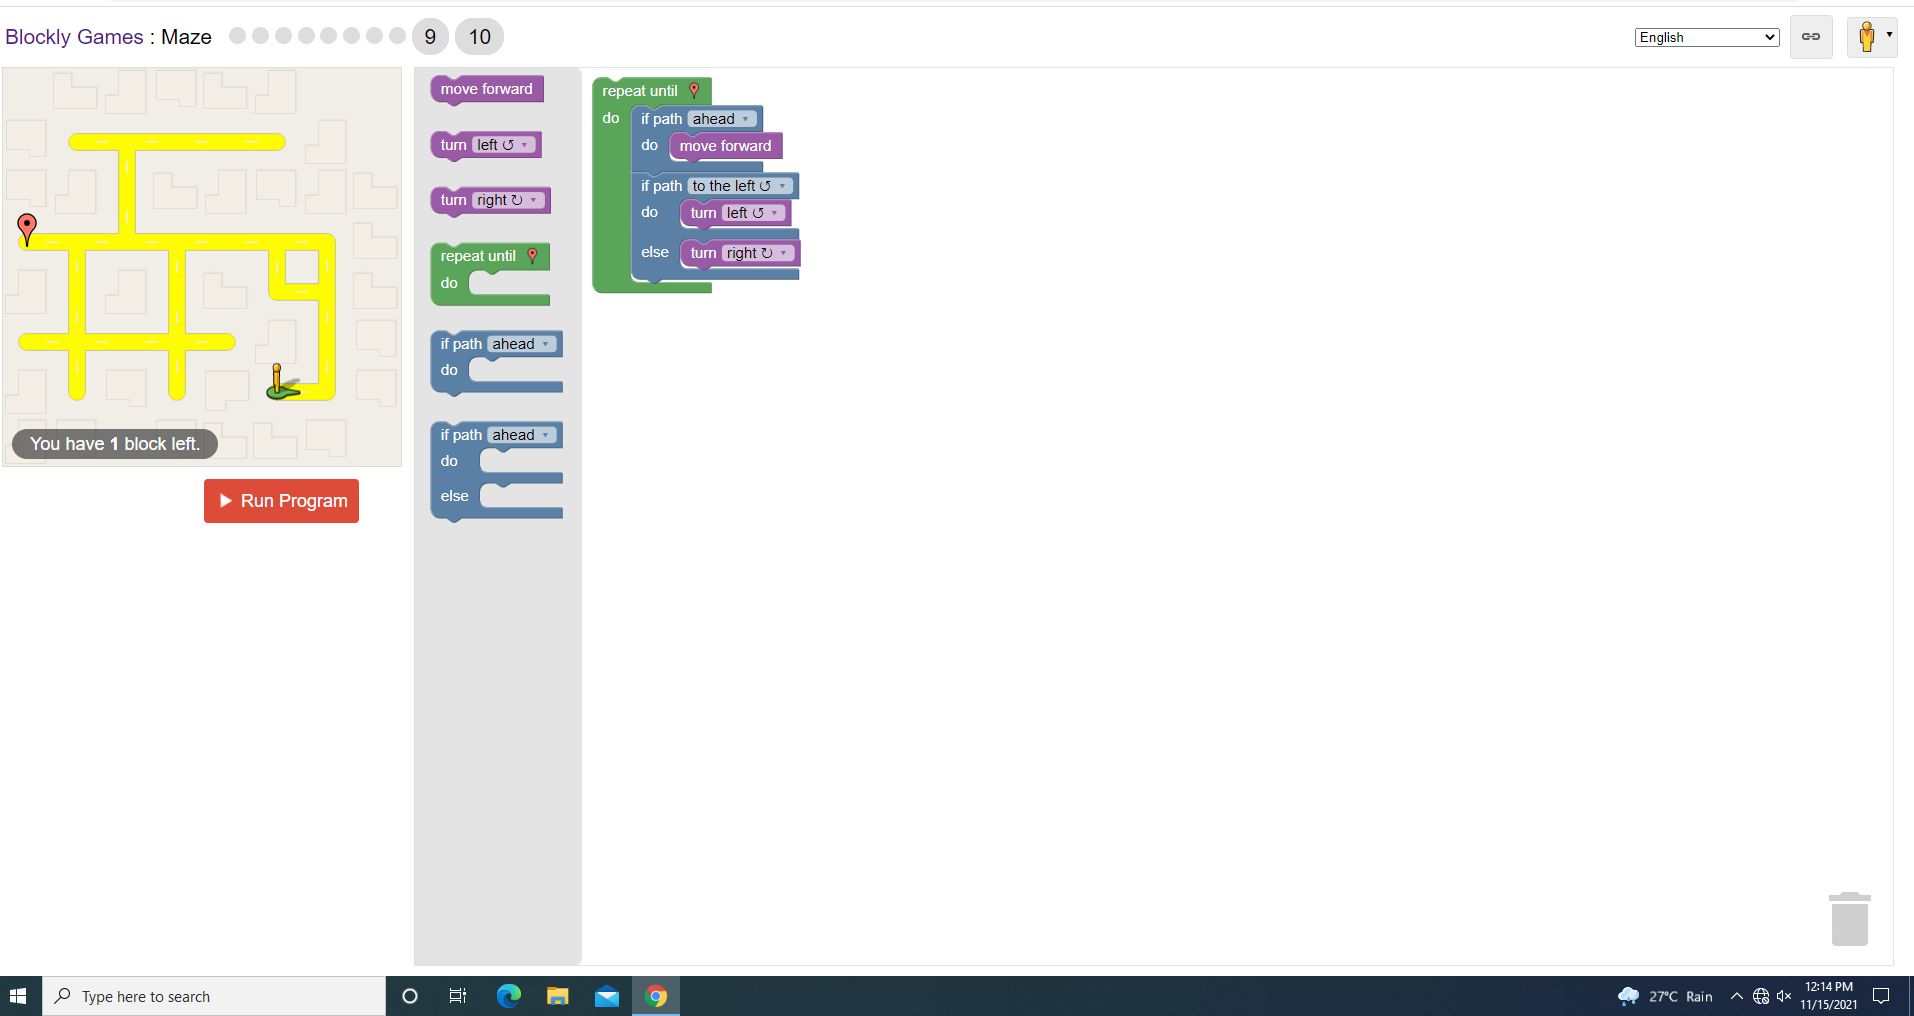 Blockly Games : Maze 9 10 English
You have 1 block left.
Run Program
move forward
turn left ↺
turn right ↻
repeat until
do
if path ahead
do
if path ahead
do
else
repeat until
do if path ahead
do move forward
if path to the left ↺
do turn left ↺
else turn right ↻
Type here to search
27°C Rain
12:14 PM
11/15/2021